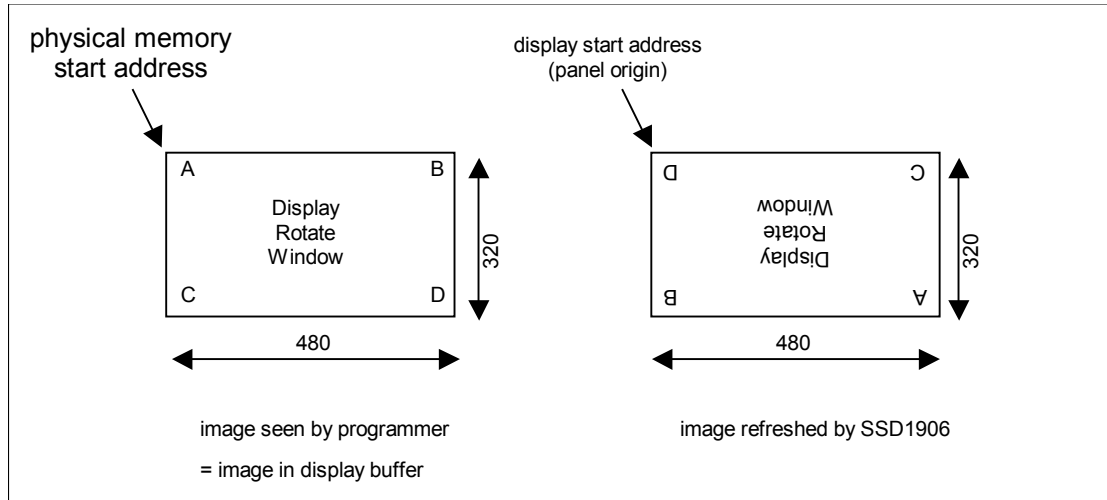 physical memory
start address
A
B
Display
Rotate
Window
C
D
320
480
image seen by programmer
= image in display buffer
display start address
(panel origin)
D
C
Window
Rotate
Display
B
A
320
480
image refreshed by SSD1906